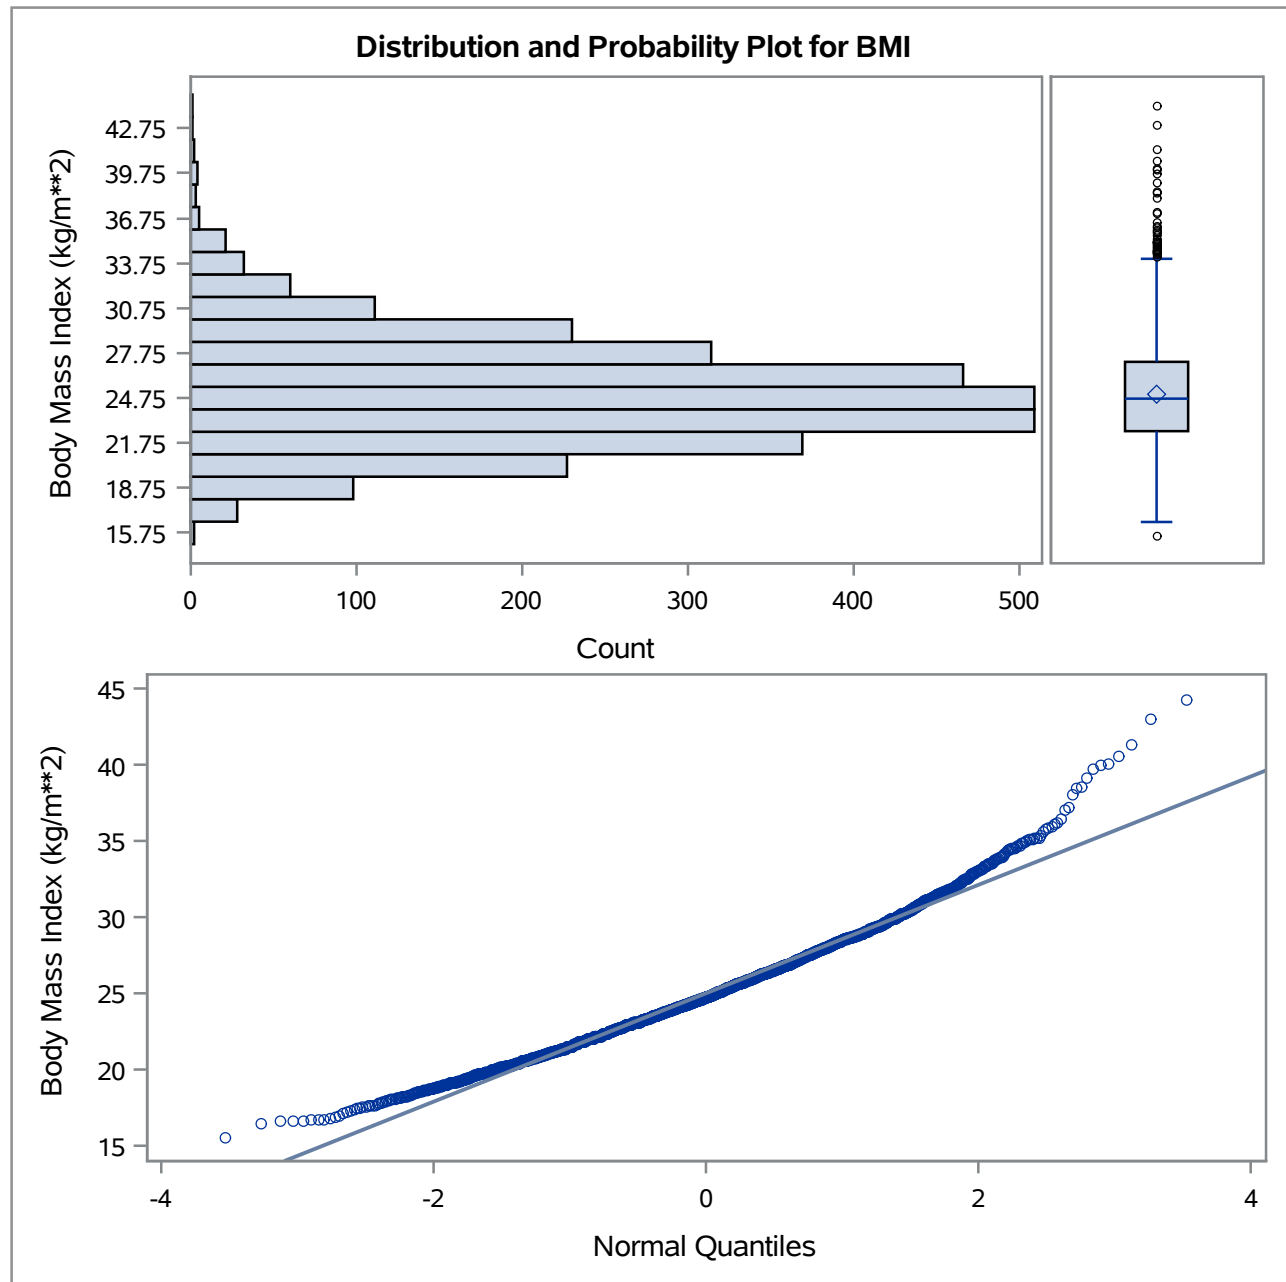 Distribution and Probability Plot for BMI
Body Mass Index (kg/m**2)
42.75
39.75
36.75
33.75
30.75
27.75
24.75
21.75
18.75
15.75
0 100 200 300 400 500
Count
Body Mass Index (kg/m**2)
45
40
35
30
25
20
15
-4 -2 0 2 4
Normal Quantiles